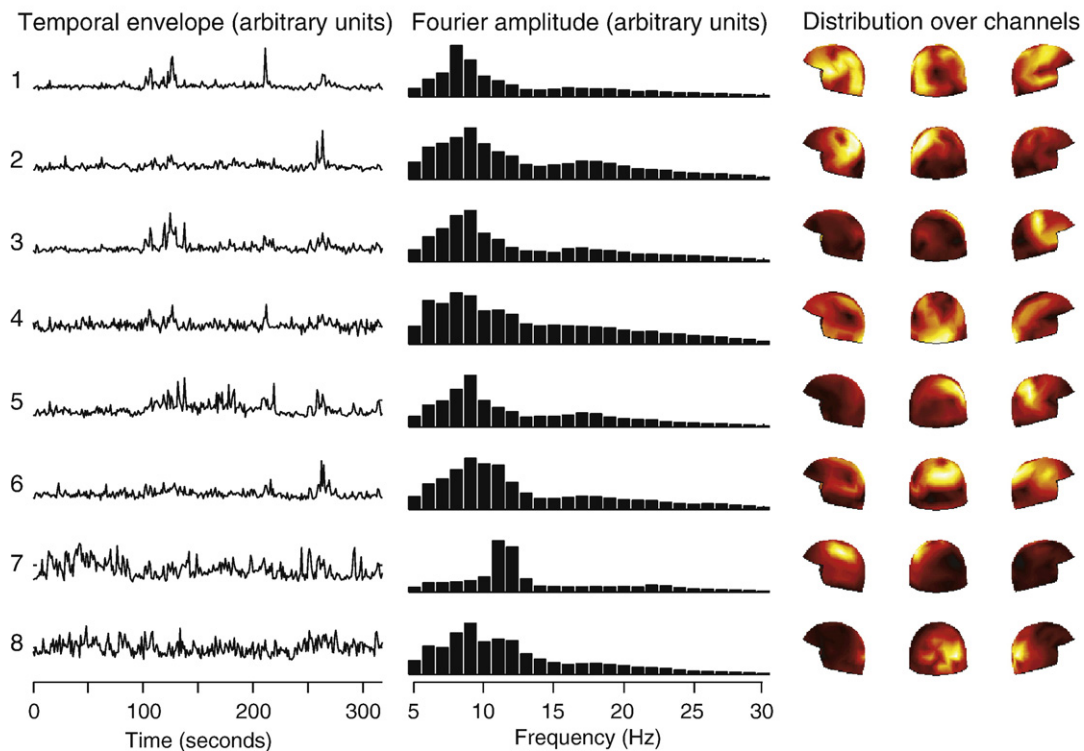 Temporal envelope (arbitrary units) Fourier amplitude (arbitrary units) Distribution over channels
1
2
3
4
5
6
7
8
0 100 200 300 5 10 15 20 25 30
Time (seconds) Frequency (Hz)